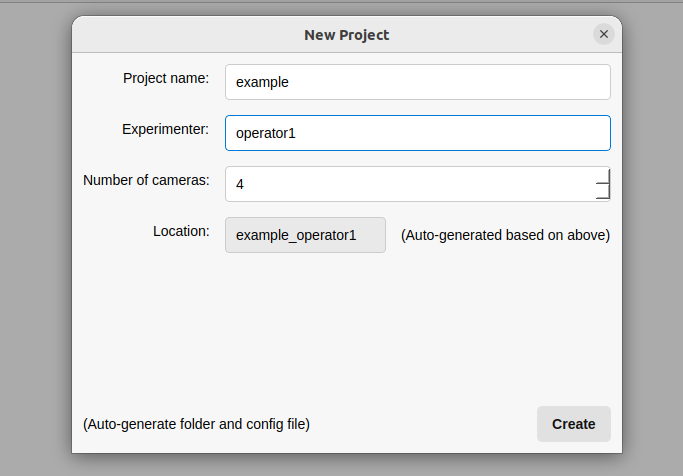 New Project
Project name: example
Experimenter: operator1
Number of cameras: 4
Location: example_operator1 (Auto-generated based on above)
(Auto-generate folder and config file) Create